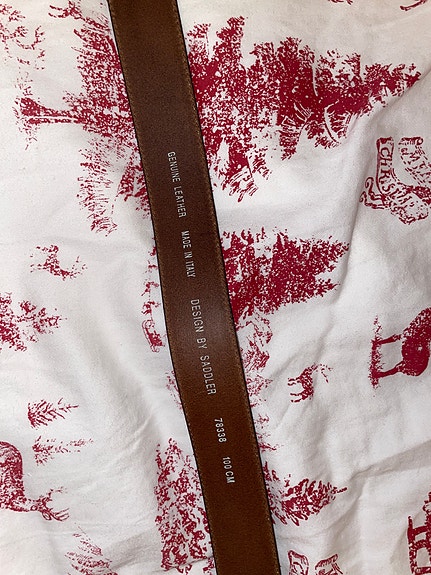 GENUINE LEATHER MADE IN ITALY DESIGN BY SADDLER 78338 100 CM